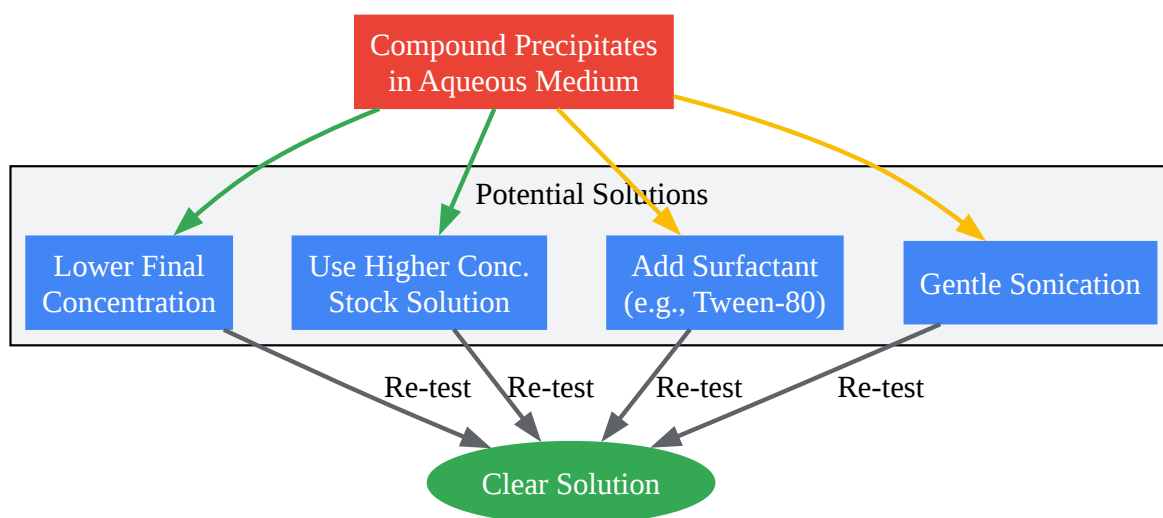 Compound Precipitates
in Aqueous Medium
Potential Solutions
Lower Final
Concentration
Use Higher Conc.
Stock Solution
Add Surfactant
(e.g., Tween-80)
Gentle Sonication
Re-test
Re-test
Re-test
Re-test
Clear Solution